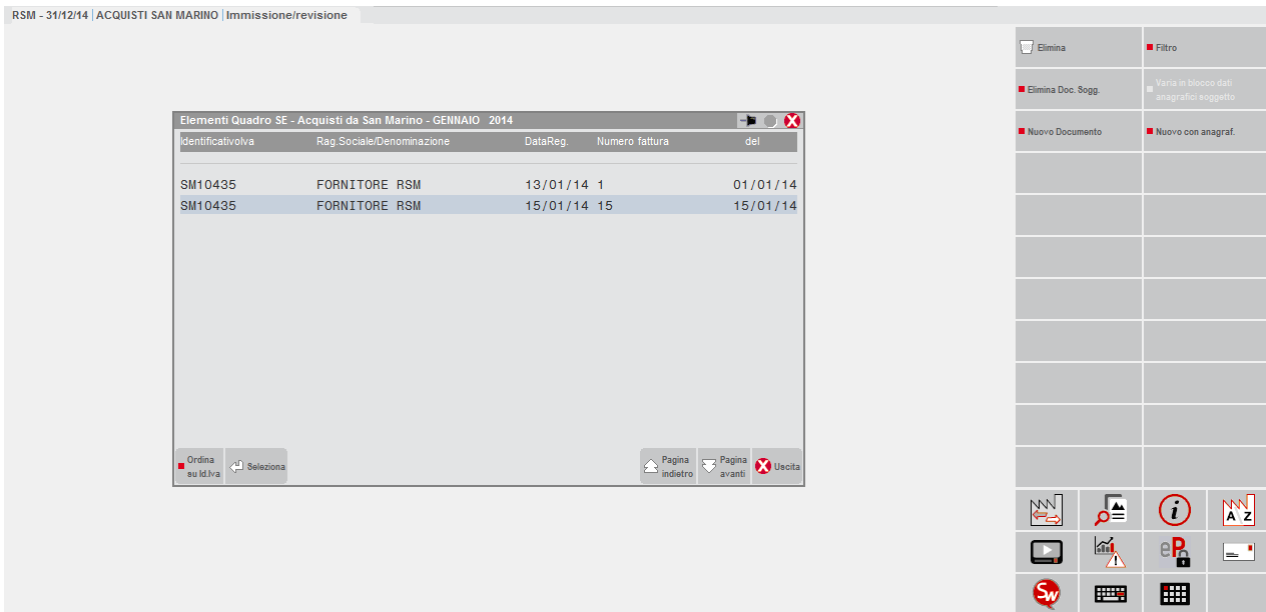 RSM - 31/12/14 | ACQUISTI SAN MARINO | Immissione/revisione
Elimina
Filtro
Elimina Doc. Sogg.
Varia in blocco dati
anagrafici soggetto
Nuovo Documento
Nuovo con anagraf.
Elementi Quadro SE - Acquisti da San Marino - GENNAIO 2014
IdentificativoIva Rag.Sociale/Denominazione DataReg. Numero fattura del
SM10435 FORNITORE RSM 13/01/14 1 01/01/14
SM10435 FORNITORE RSM 15/01/14 15 15/01/14
Ordina
su Id.Iva
Seleziona
Pagina
indietro
Pagina
avanti
Uscita
i
A Z
eP
Sw